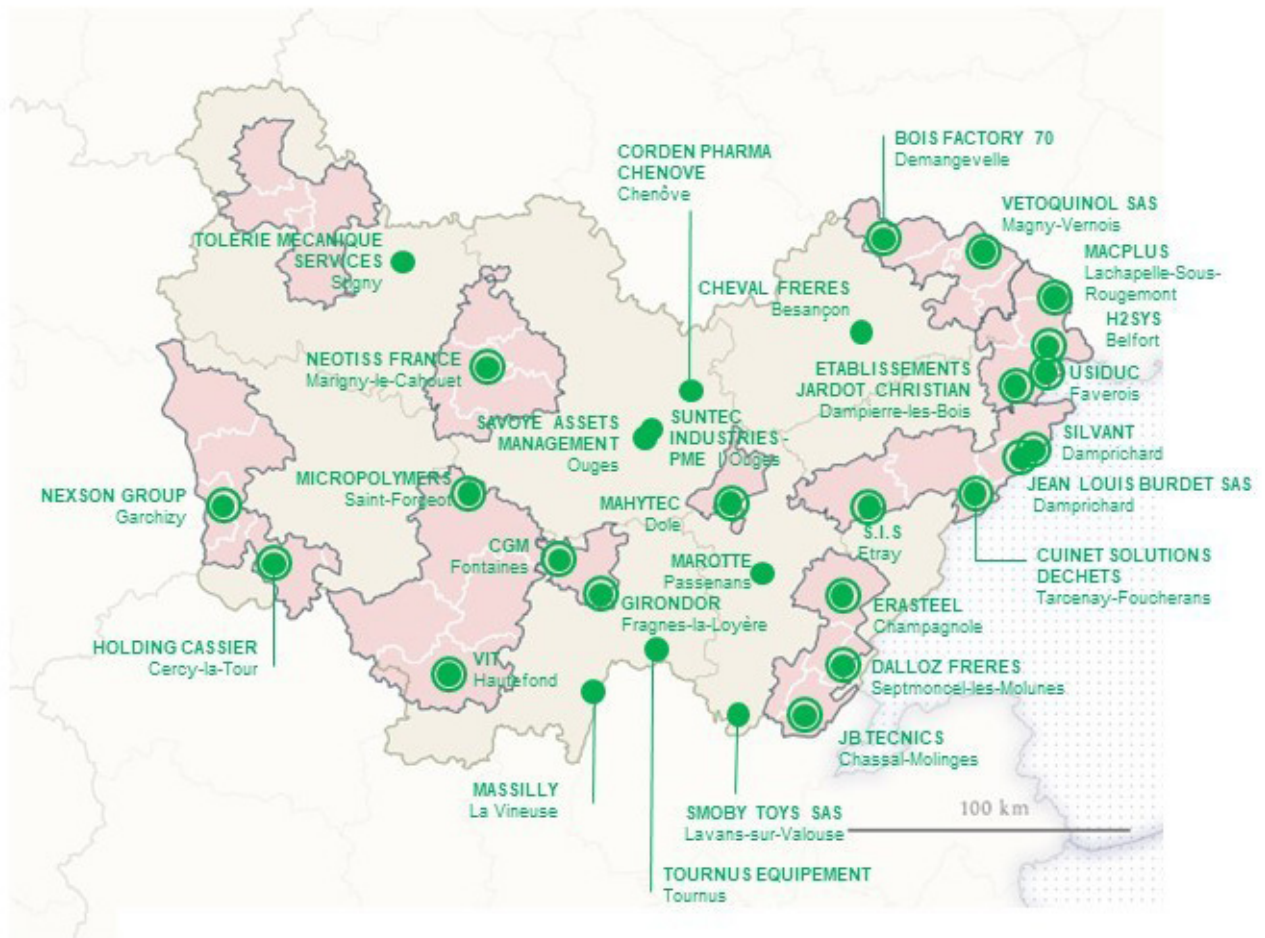 BOIS FACTORY 70
Demangevelle
CORDEN PHARMA
CHENOVE
Chenôve
VETOQUINOL SAS
Magny-Vernois
TOLERIE MECANIQUE
SERVICES
Stigny
MACPLUS
Lachapelle-Sous-
Rougemont
CHEVAL FRERES
Besançon
H2SYS
Belfort
NEOTISS FRANCE
Marigny-le-Cahouet
ETABLISSEMENTS
JARDOT CHRISTIAN
Dampierre-les-Bois
USIDUC
Faverois
SAVOYE ASSETS
MANAGEMENT
Ouges
SUNTEC
INDUSTRIES -
PME l'Ouges
SILVANT
Damprichard
MICROPOLYMERS
Saint-Forgeot
NEXSON GROUP
Garchizy
MAHYTEC
Dole
JEAN LOUIS BURDET SAS
Damprichard
S.I.S
Etray
CGM
Fontaines
MAROTTE
Passenans
CUINET SOLUTIONS
DECHETS
Tarcenay-Foucherans
GIRONDOR
Fragnes-la-Loyère
ERASTEEL
Champagnole
HOLDING CASSIER
Cercy-la-Tour
VIT
Hautefond
DALLOZ FRERES
Septmoncel-les-Molunes
JB TECNICS
Chassal-Molinges
MASSILLY
La Vineuse
SMOBY TOYS SAS
Lavans-sur-Valouse
100 km
TOURNUS EQUIPEMENT
Tournus